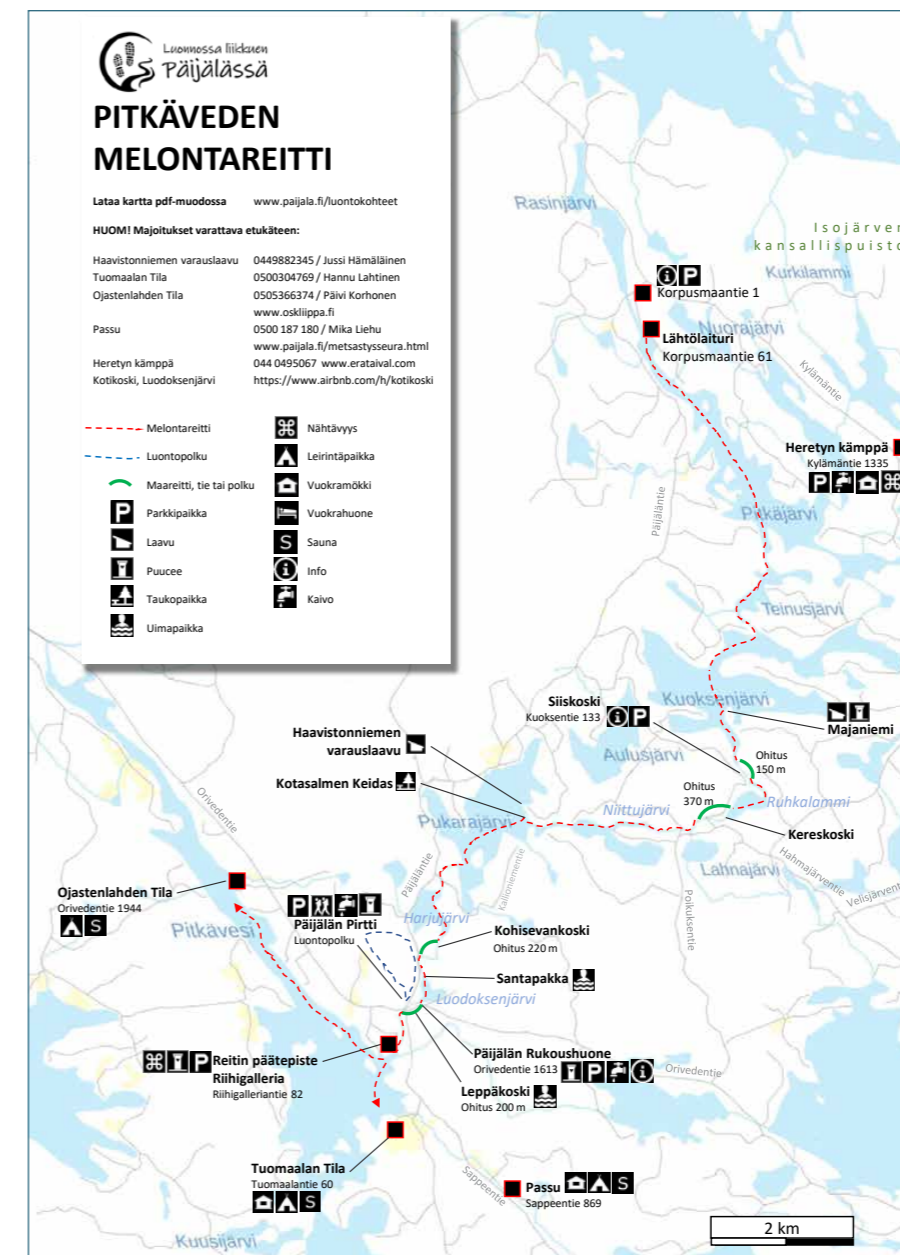 Luonnossa liikkuen
Päijälässä
PITKÄVEDEN
MELONTAREITTI
Lataa kartta pdf-muodossa www.paijala.fi/luontokohteet
HUOM! Majoitukset varattava etukäteen:
Haavistonniemen varauslaavu 0449882345 / Jussi Hämäläinen
Tuomaalan Tila 0500304769 / Hannu Lahtinen
Ojastenlahden Tila 0505366374 / Päivi Korhonen
www.oskliippa.fi
Passu 0500 187 180 / Mika Liehu
www.paijala.fi/metsastysseura.html
Heretyn kämppä 044 0495067 www.erataival.com
Kotikoski, Luodoksenjärvi https://www.airbnb.com/h/kotikoski
Melontareitti
Nähtävyys
Luontopolku
Leirintäpaikka
Maareitti, tie tai polku
Vuokramökki
P Parkkipaikka
Vuokrahuone
Laavu
S Sauna
Puucee
i Info
Taukopaikka
Kaivo
Uimapaikka
Rasinjärvi
Isojärven
kansallispuisto
Kurkilammi
i P
Korpusmaantie 1
Nuorajärvi
Lähtölaituri
Korpusmaantie 61
Kylämäntie
Heretyn kämppä
Kylämäntie 1335
P
Päijäläntie
Pitkäjärvi
Teinusjärvi
Kuoksenjärvi
Siiskoski
Kuoksentie 133 i P
Majaniemi
Haavistonniemen
varauslaavu
Aulusjärvi
Ohitus
150 m
Kotasalmen Keidas
Ohitus
370 m
Ruhkalammi
Niittujärvi
Pukarajärvi
Kereskoski
Orivedentie
Päijäläntie
Kallioniementie
Lahnajärvi
Hahmajärventie
Velisjärventie
Poikuksentie
Ojastenlahden Tila
Orivedentie 1944
S
Pitkävesi
P
Päijälän Pirtti
Luontopolku
Harjujärvi
Kohisevankoski
Ohitus 220 m
Santapakka
Luodoksenjärvi
Reitin päätepiste
P Riihigalleria
Riihigalleriantie 82
Päijälän Rukoushuone
Orivedentie 1613 P i
Orivedentie
Leppäkoski
Ohitus 200 m
Tuomaalan Tila
Tuomaalantie 60
S
Sappeentie
Passu S
Sappeentie 869
Kuusijärvi
2 km